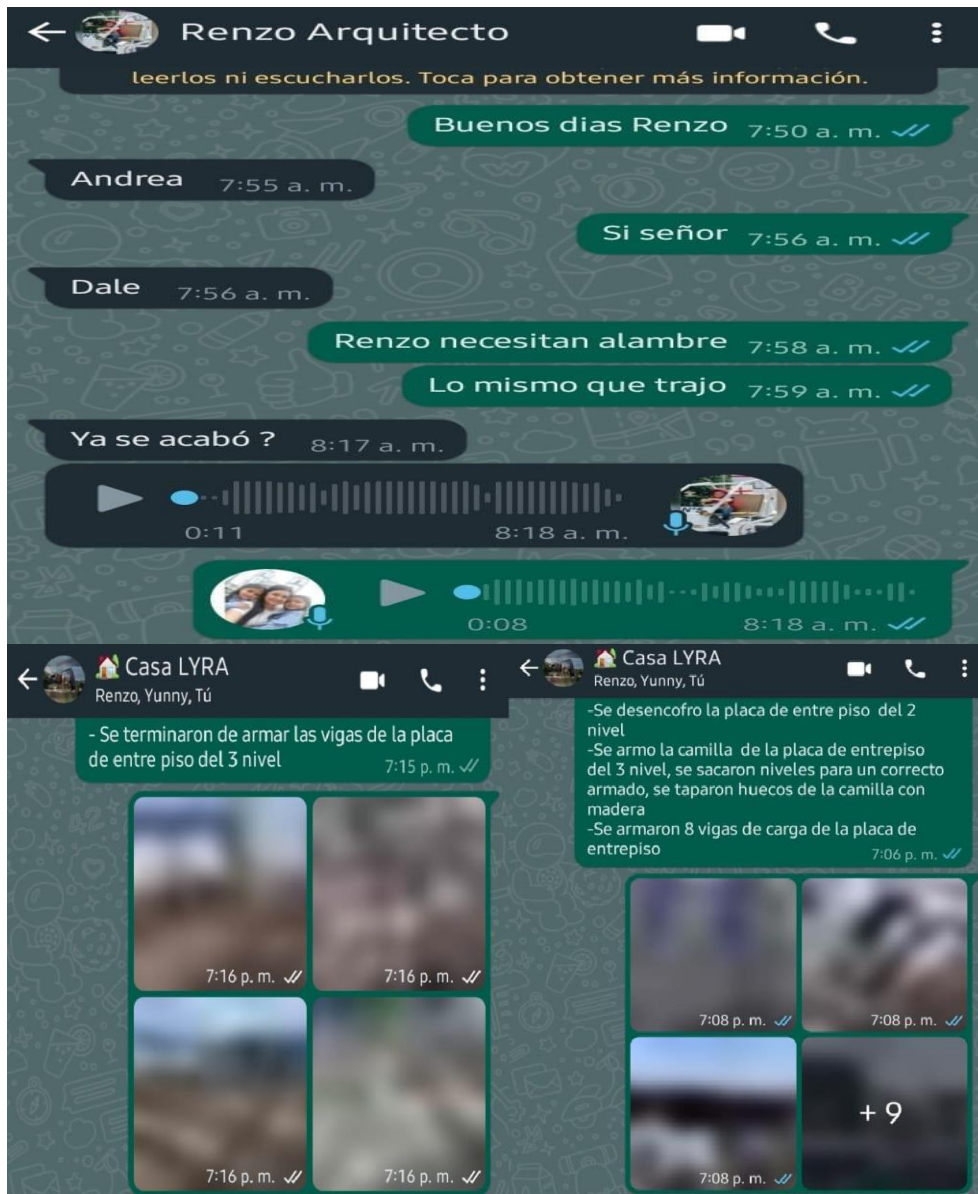 Renzo Arquitecto
leerlos ni escucharlos. Toca para obtener más información.
Buenos dias Renzo 7:50 a. m.
Andrea 7:55 a. m.
Si señor 7:56 a. m.
Dale 7:56 a. m.
Renzo necesitan alambre 7:58 a. m.
Lo mismo que trajo 7:59 a. m.
Ya se acabó ? 8:17 a. m.
0:11 8:18 a. m.
0:08 8:18 a. m.
Casa LYRA
Renzo, Yunny, Tú
- Se terminaron de armar las vigas de la placa
de entre piso del 3 nivel 7:15 p. m.
7:16 p. m. 7:16 p. m.
7:16 p. m. 7:16 p. m.
Casa LYRA
Renzo, Yunny, Tú
-Se desencofro la placa de entre piso del 2
nivel
-Se armo la camilla de la placa de entrepiso
del 3 nivel, se sacaron niveles para un correcto
armado, se taparon huecos de la camilla con
madera
-Se armaron 8 vigas de carga de la placa de
entrepiso 7:06 p. m.
7:08 p. m. 7:08 p. m.
+ 9
7:08 p. m.